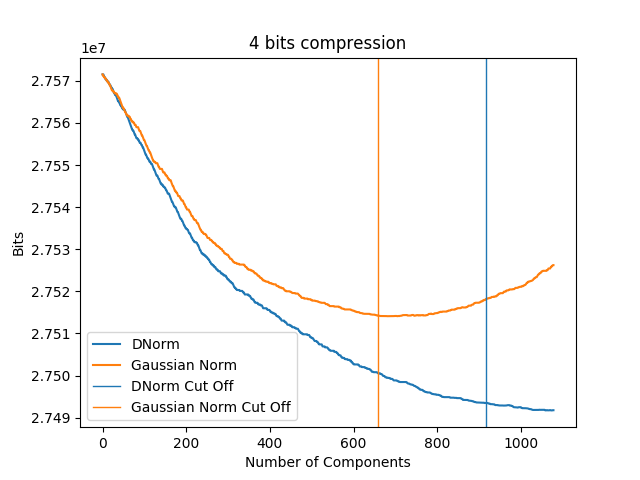 4 bits compression
1e7
2.757
2.756
2.755
2.754
2.753
2.752
2.751
2.750
2.749
Bits
DNorm
Gaussian Norm
DNorm Cut Off
Gaussian Norm Cut Off
0 200 400 600 800 1000
Number of Components